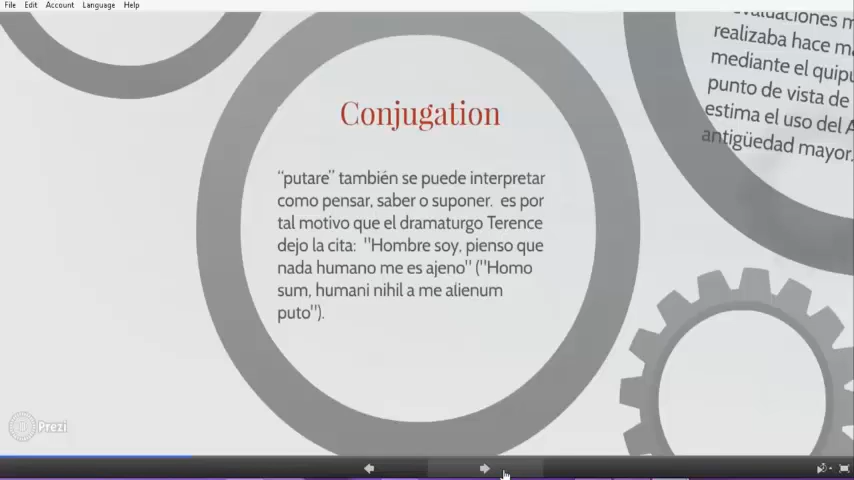 File Edit Account Language Help
Conjugation
“putare” también se puede interpretar
como pensar, saber o suponer. es por
tal motivo que el dramaturgo Terence
dejo la cita: "Hombre soy, pienso que
nada humano me es ajeno" ("Homo
sum, humani nihil a me alienum
puto").
realizaba hace
mediante el
punto de vista de
estima el uso del
antigüedad mayor.
Prezi